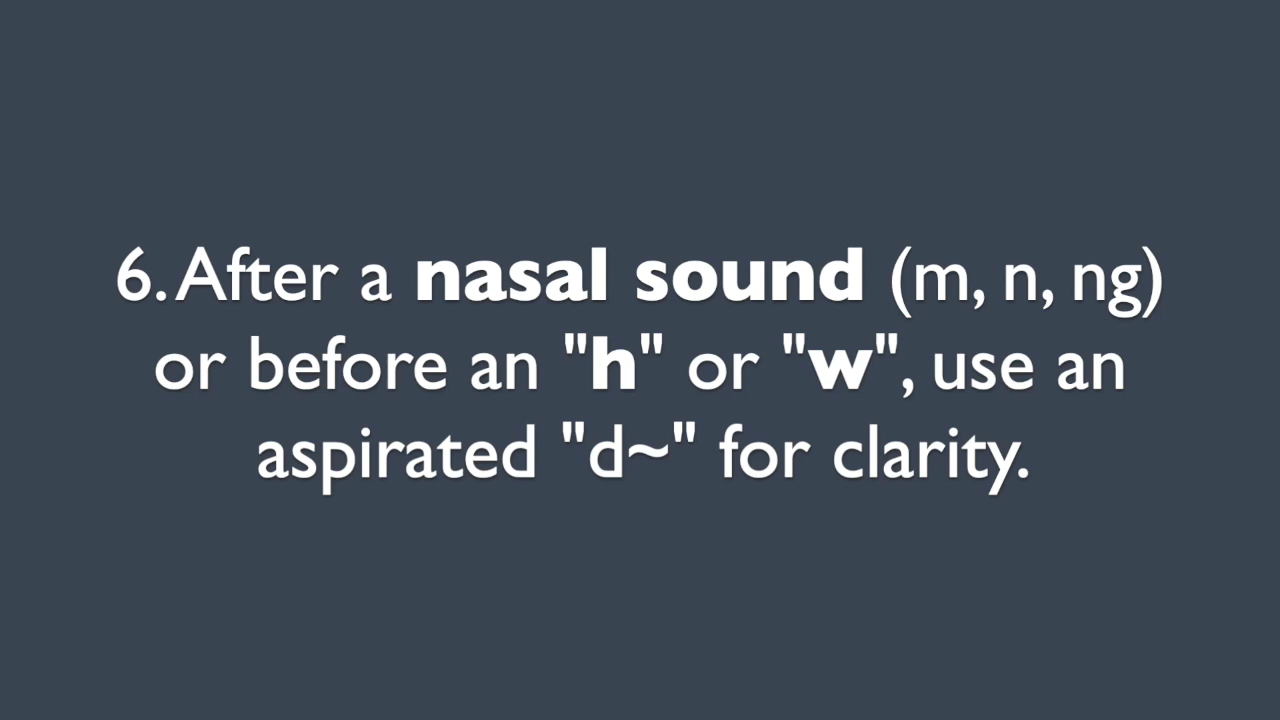 6. After a nasal sound (m, n, ng)
or before an "h" or "w", use an
aspirated "d~" for clarity.